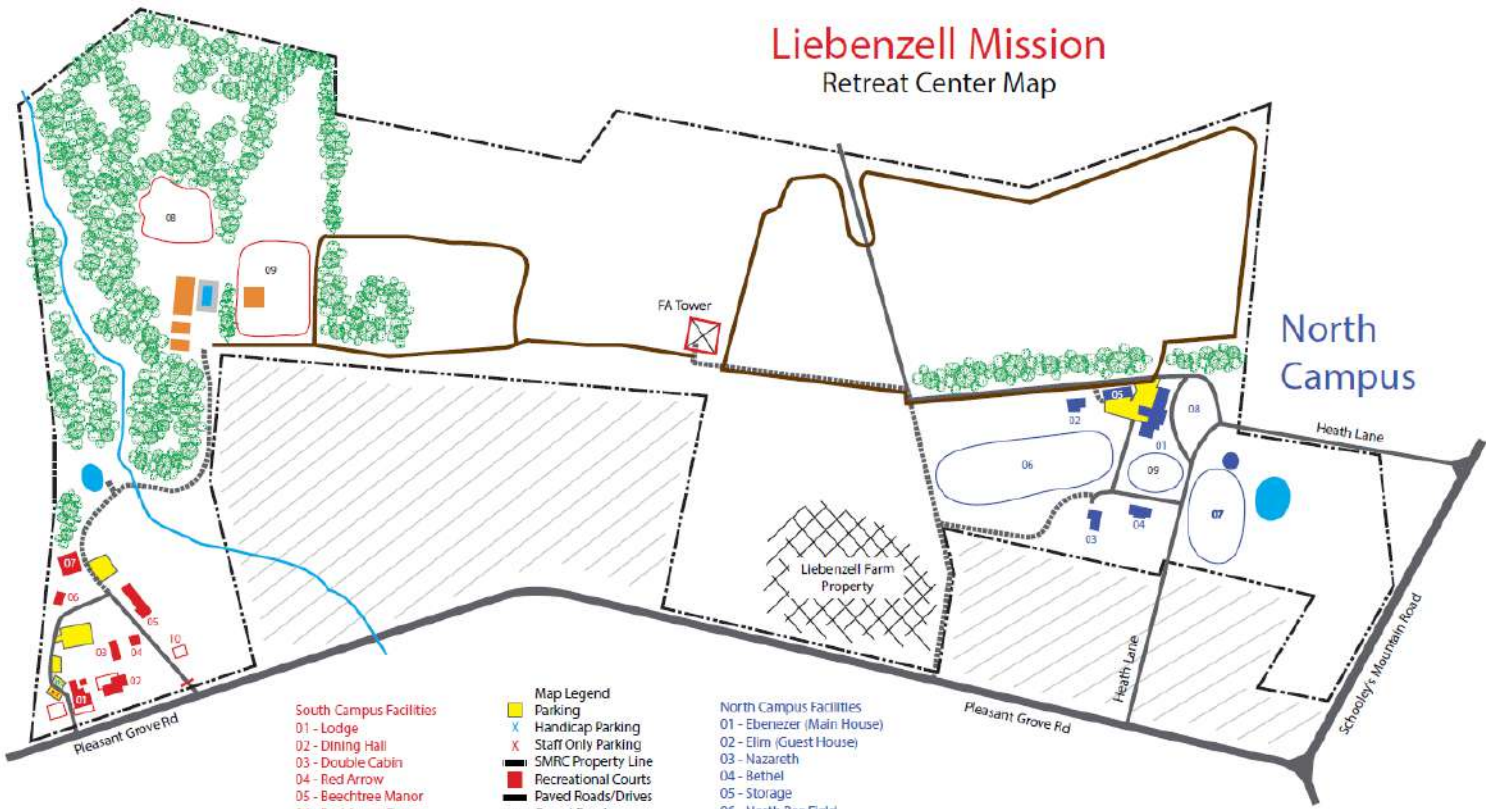 Liebenzell Mission
Retreat Center Map
08
09
FA Tower
North
Campus
05
02
08
01
Heath Lane
06
09
07
04
03
07
Liebenzell Farm
Property
06
05
Schooley's Mountain Road
10
03
04
Heath Lane
02
01
Pleasant Grove Rd
Pleasant Grove Rd
South Campus Facilities
01 - Lodge
02 - Dining Hall
03 - Double Cabin
04 - Red Arrow
05 - Beechtree Manor
Map Legend
Parking
X Handicap Parking
X Staff Only Parking
SMRC Property Line
Recreational Courts
Paved Roads/Drives
North Campus Facilities
01 - Ebenezer (Main House)
02 - Elim (Guest House)
03 - Nazareth
04 - Bethel
05 - Storage